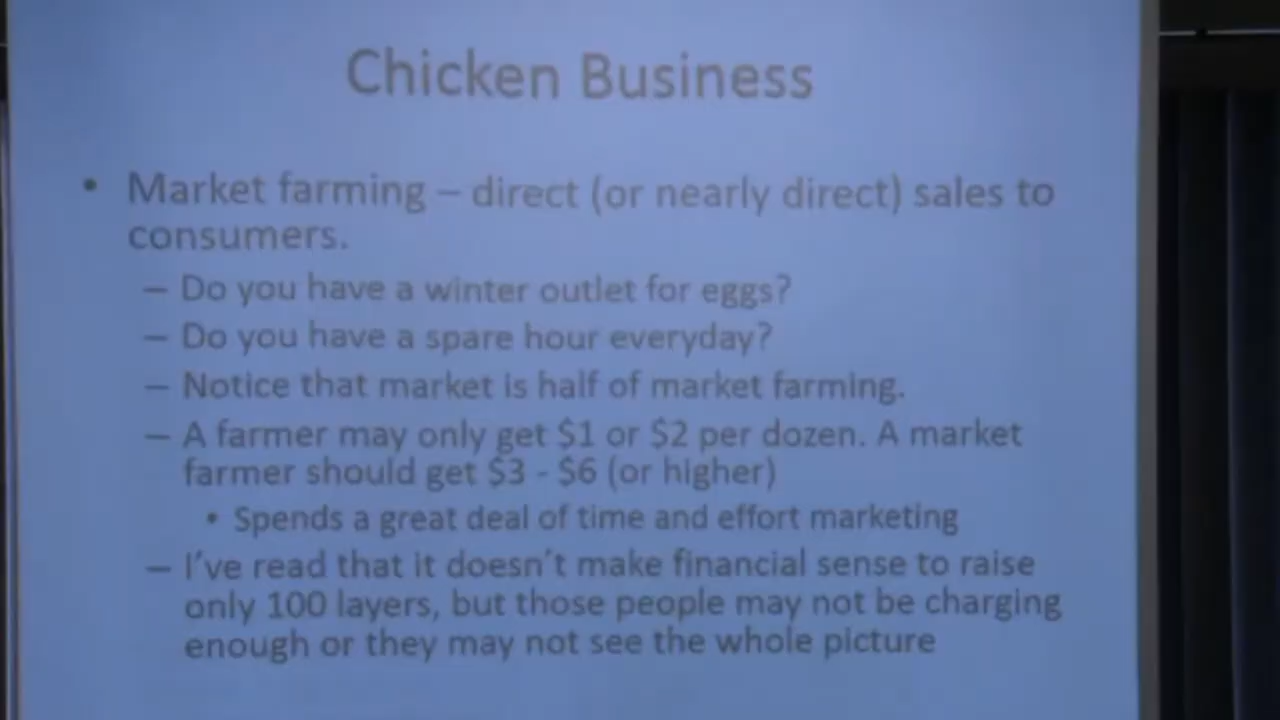 Chicken Business
• Market farming – direct (or nearly direct) sales to
consumers.
– Do you have a winter outlet for eggs?
– Do you have a spare hour everyday?
– Notice that market is half of market farming.
– A farmer may only get $1 or $2 per dozen. A market
farmer should get $3 - $6 (or higher)
• Spends a great deal of time and effort marketing
– I've read that it doesn't make financial sense to raise
only 100 layers, but those people may not be charging
enough or they may not see the whole picture